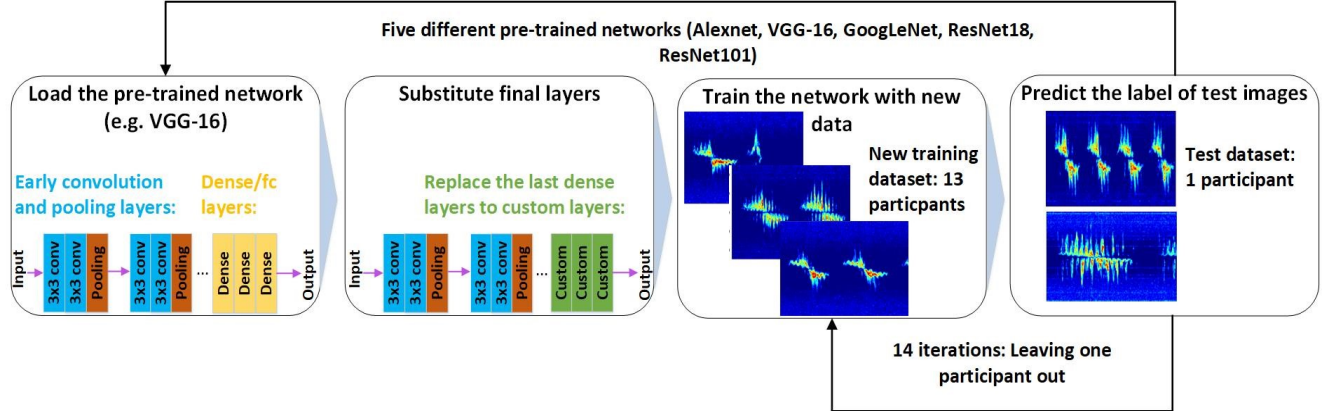 Five different pre-trained networks (Alexnet, VGG-16, GoogLeNet, ResNet18,
ResNet101)
Load the pre-trained network
(e.g. VGG-16)
Early convolution
and pooling layers:
Dense/fc
layers:
Input
3x3 conv
3x3 conv
Pooling
3x3 conv
3x3 conv
Pooling
...
Dense
Dense
Dense
Output
Substitute final layers
Replace the last dense
layers to custom layers:
Input
3x3 conv
3x3 conv
Pooling
3x3 conv
3x3 conv
Pooling
...
Custom
Custom
Custom
Output
Train the network with new
data
New training
dataset: 13
particpants
Predict the label of test images
Test dataset:
1 participant
14 iterations: Leaving one
participant out